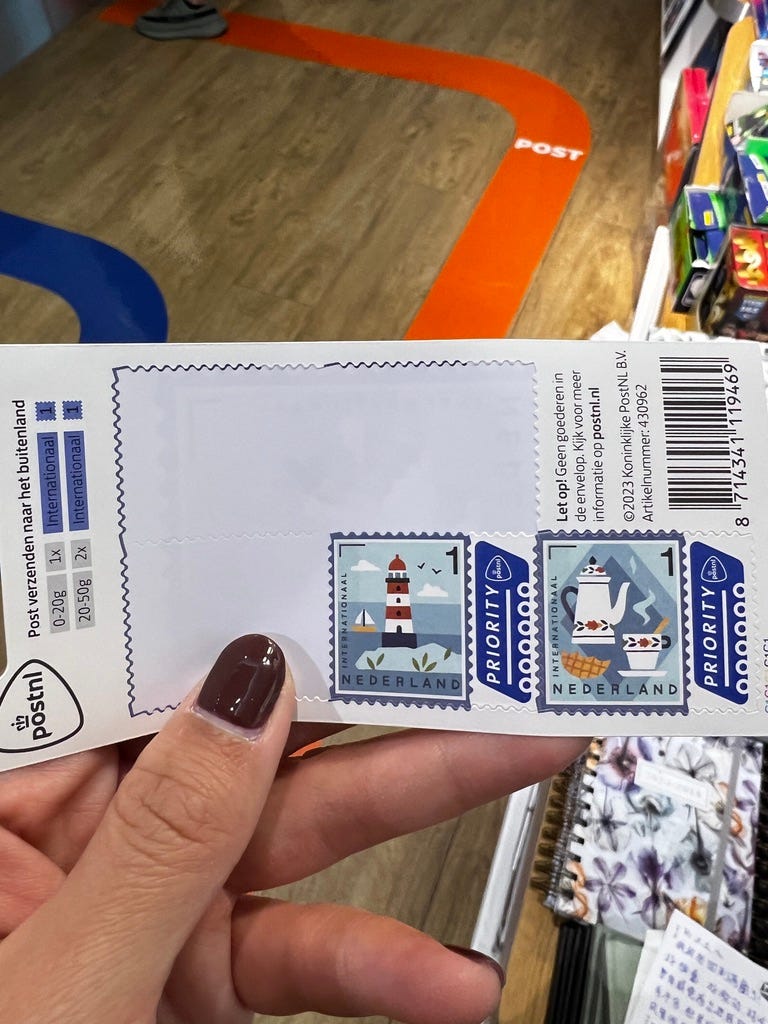 POST
Post verzenden naar het buitenland
0-20g 1x Internationaal 1
20-50g 2x Internationaal 1
postnl
Let op! Geen goederen in
de envelop. Kijk voor meer
informatie op postnl.nl
©2023 Koninklijke PostNL B.V.
Artikelnummer: 430962
8 714341 119469
INTERNATIONAAL
1
NEDERLAND
PRIORITY
postnl
INTERNATIONAAL
1
NEDERLAND
PRIORITY
postnl